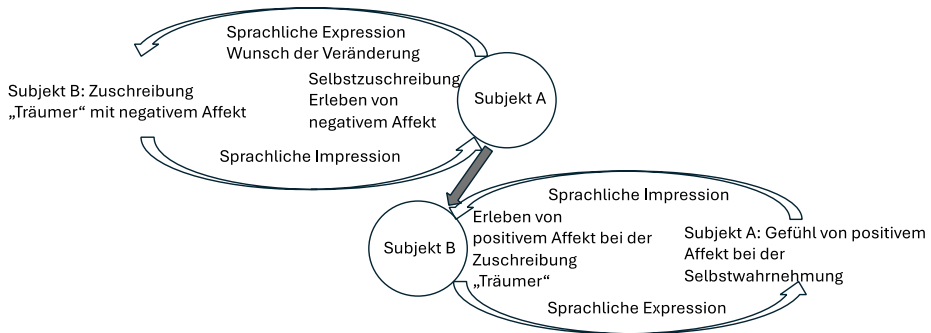 Sprachliche Expression
Wunsch der Veränderung
Selbstzuschreibung
Erleben von
negativem Affekt
Subjekt A
Subjekt B: Zuschreibung
„Träumer“ mit negativem Affekt
Sprachliche Impression
Sprachliche Impression
Subjekt B
Erleben von
positivem Affekt bei der
Zuschreibung
„Träumer“
Subjekt A: Gefühl von positivem
Affekt bei der
Selbstwahrnehmung
Sprachliche Expression